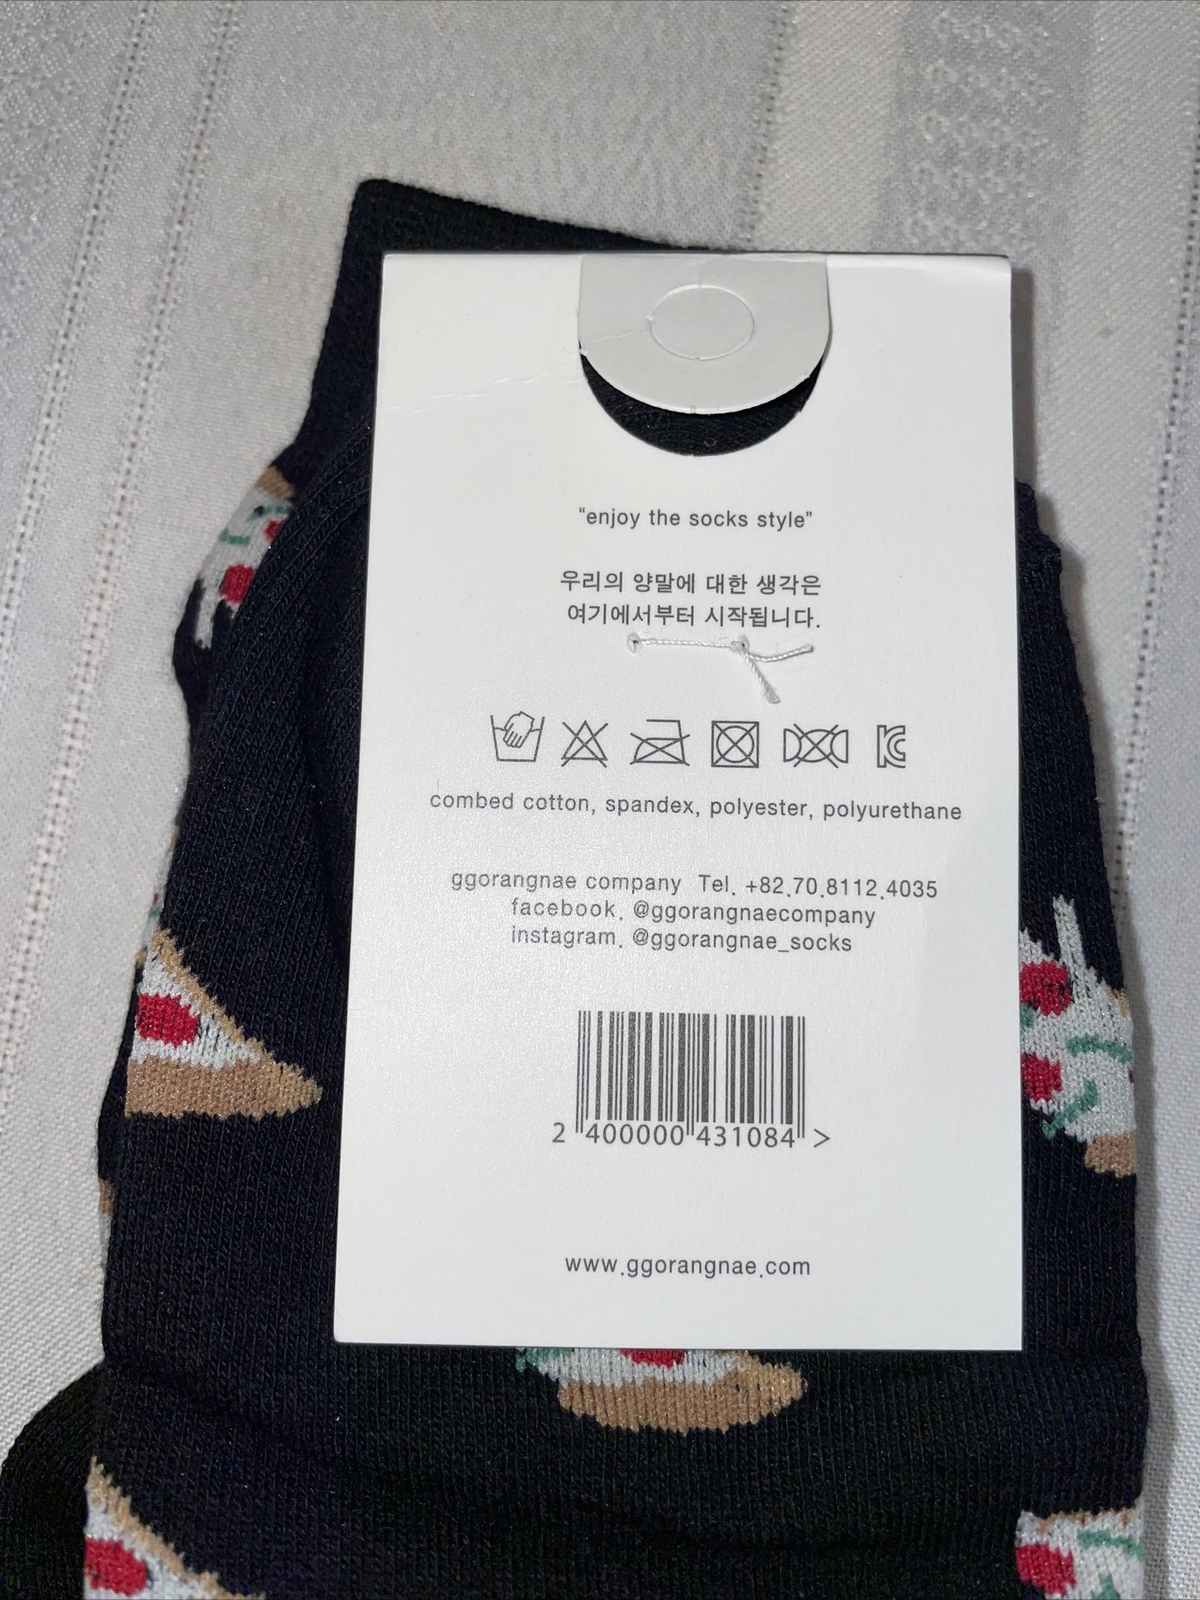 “enjoy the socks style”
우리의 양말에 대한 생각은
여기에서부터 시작됩니다.
combed cotton, spandex, polyester, polyurethane
ggorangnae company Tel. +82.70.8112.4035
facebook. @ggorangnaecompany
instagram. @ggorangnae_socks
2 400000 431084 >
www.ggorangnae.com